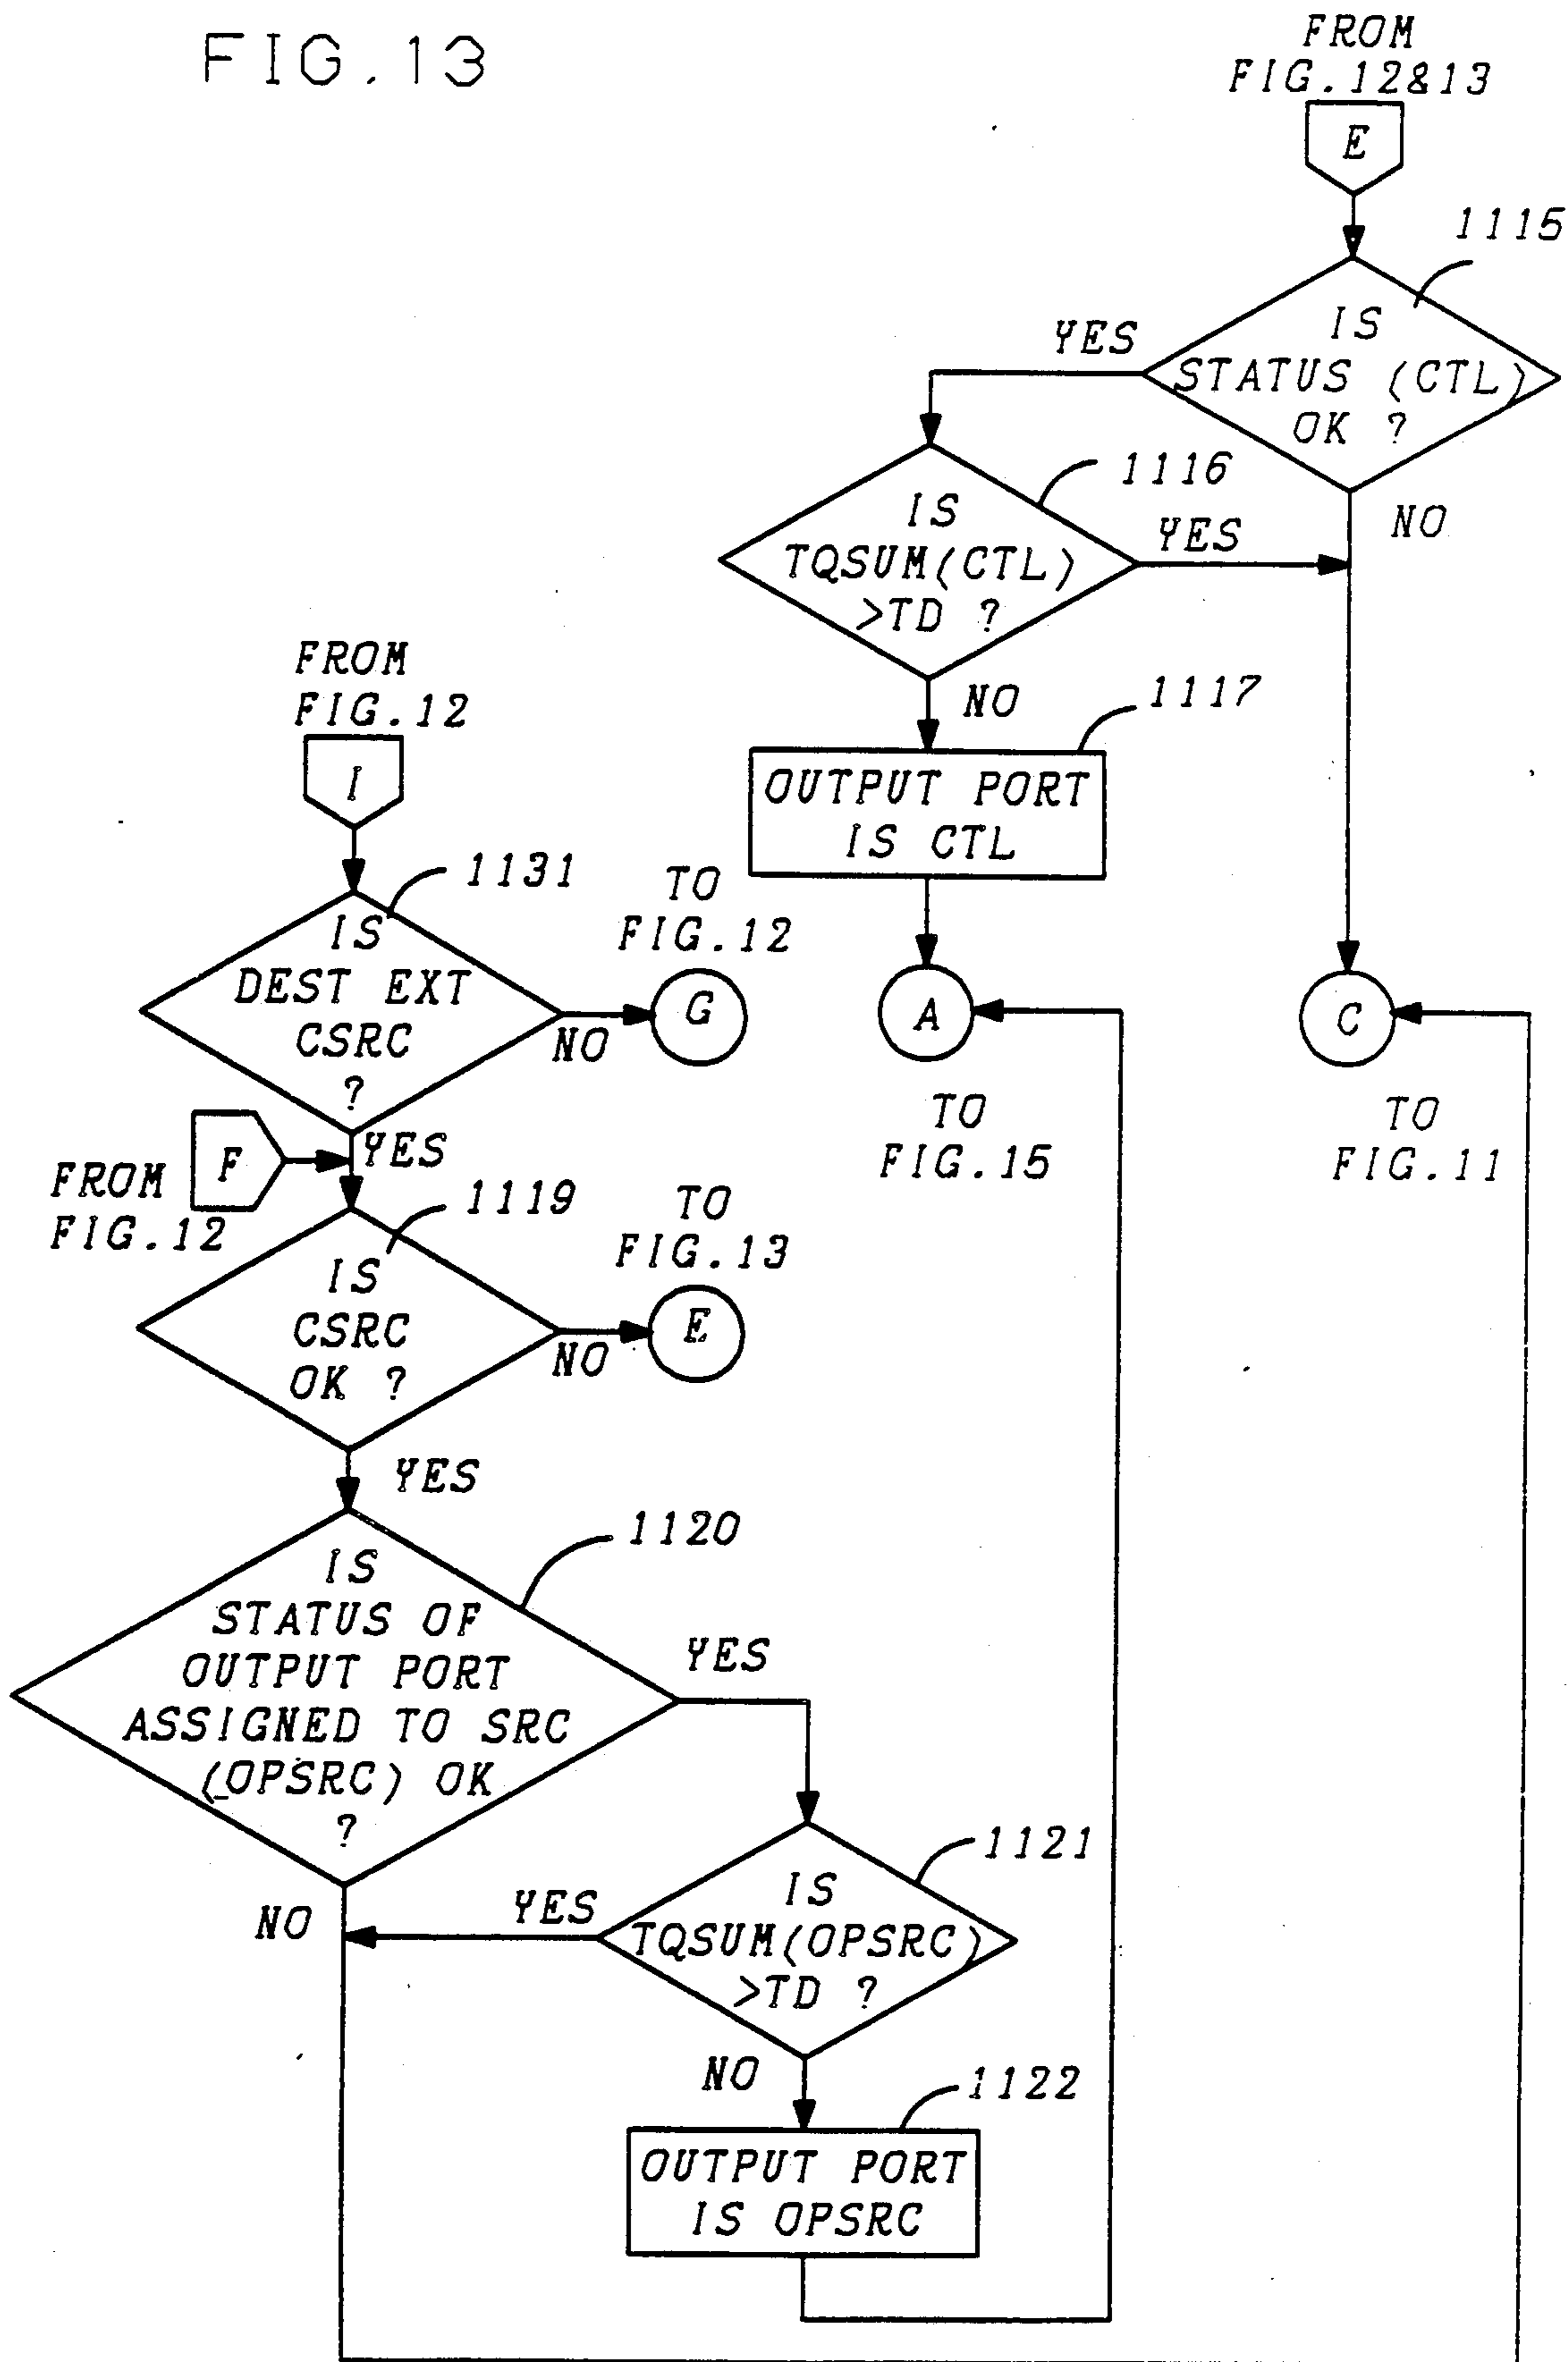 FIG.13
FROM
FIG.12&13
E
1115
IS
STATUS (CTL)
OK ?
YES
NO
1116
IS
TQSUM(CTL)
>TD ?
YES
NO
1117
OUTPUT PORT
IS CTL
A
TO
FIG.15
C
TO
FIG.11
FROM
FIG.12
I
1131
IS
DEST EXT
CSRC
?
NO
TO
FIG.12
G
YES
FROM
FIG.12
F
1119
IS
CSRC
OK ?
NO
TO
FIG.13
E
YES
1120
IS
STATUS OF
OUTPUT PORT
ASSIGNED TO SRC
(OPSRC) OK
?
YES
NO
1121
IS
TQSUM(OPSRC)
>TD ?
YES
NO
1122
OUTPUT PORT
IS OPSRC